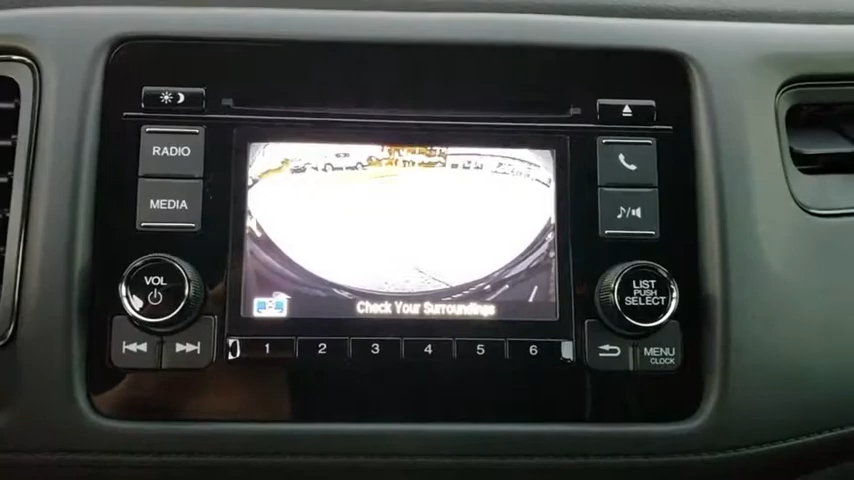 RADIO
MEDIA
VOL
Check Your Surroundings
LIST
PUSH
SELECT
1 2 3 4 5 6
MENU
CLOCK